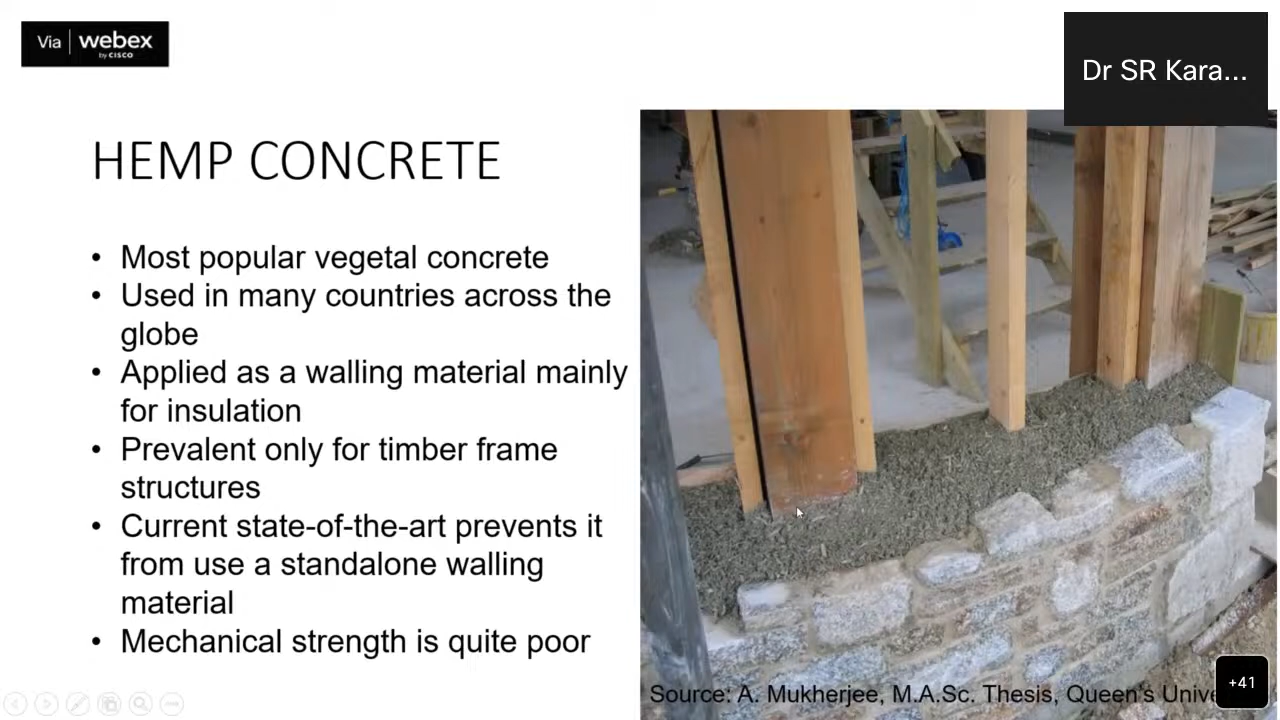 Via webex
by CISCO
Dr SR Kara...
HEMP CONCRETE
• Most popular vegetal concrete
• Used in many countries across the
globe
• Applied as a walling material mainly
for insulation
• Prevalent only for timber frame
structures
• Current state-of-the-art prevents it
from use a standalone walling
material
• Mechanical strength is quite poor
Source: A. Mukherjee, M.A.Sc. Thesis, Queen's Unive
+41